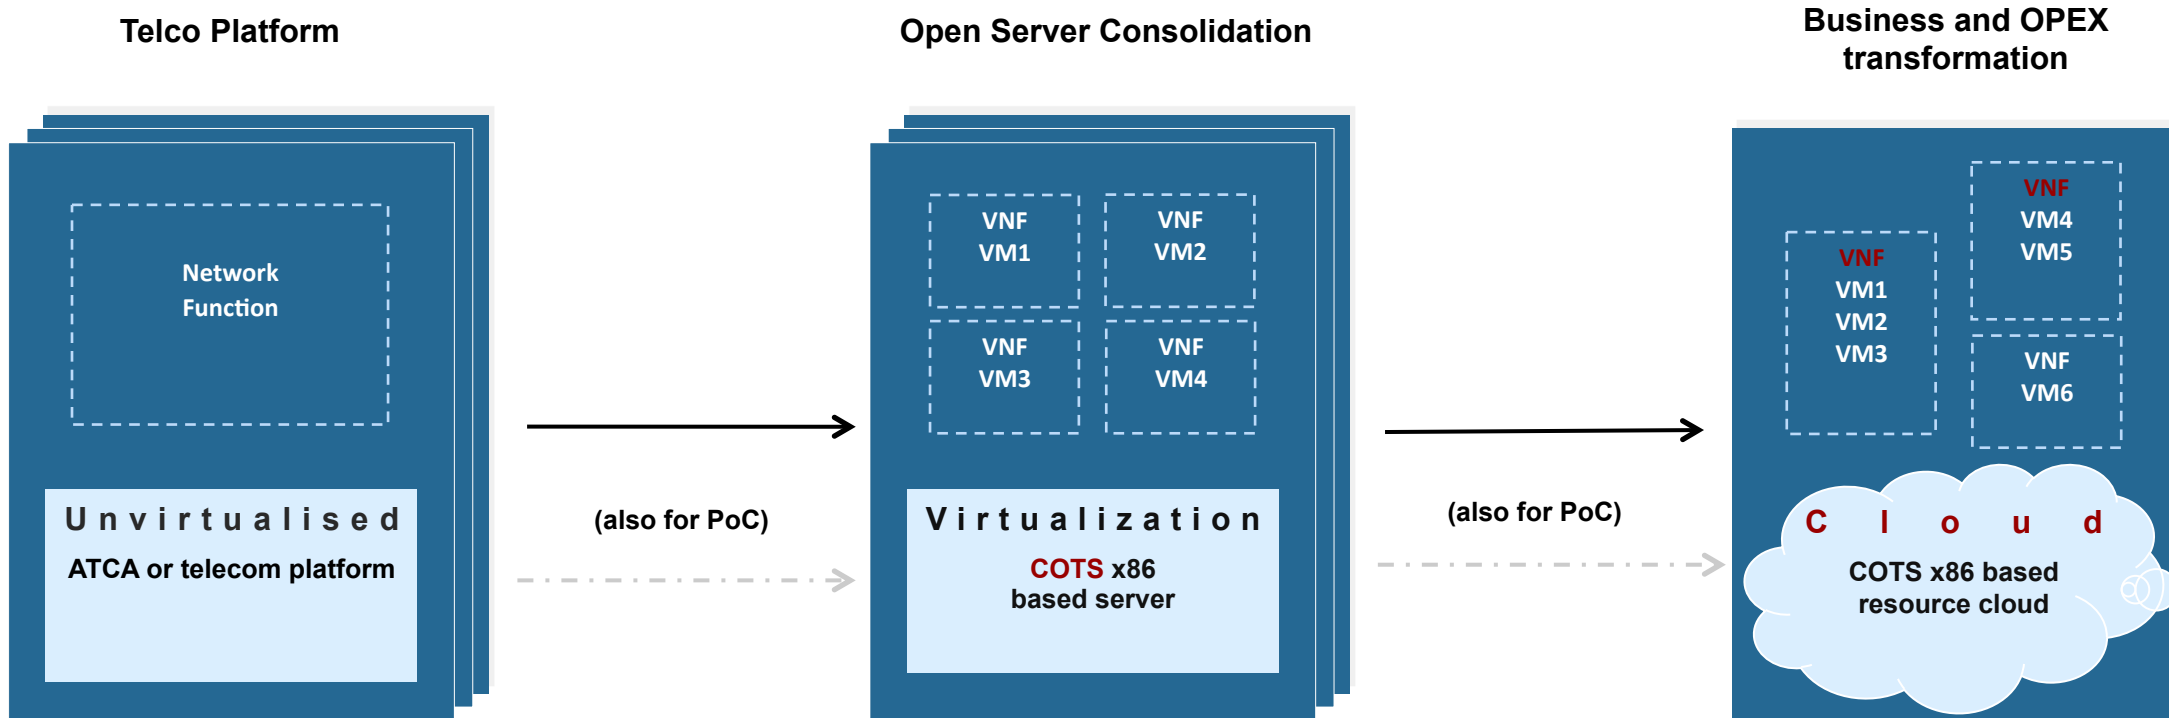 Telco Platform
Network
Function
Unvirtualised
ATCA or telecom platform
(also for PoC)
Open Server Consolidation
VNF
VM1
VNF
VM2
VNF
VM3
VNF
VM4
Virtualization
COTS x86
based server
(also for PoC)
Business and OPEX
transformation
VNF
VM1
VM2
VM3
VNF
VM4
VM5
VNF
VM6
Cloud
COTS x86 based
resource cloud